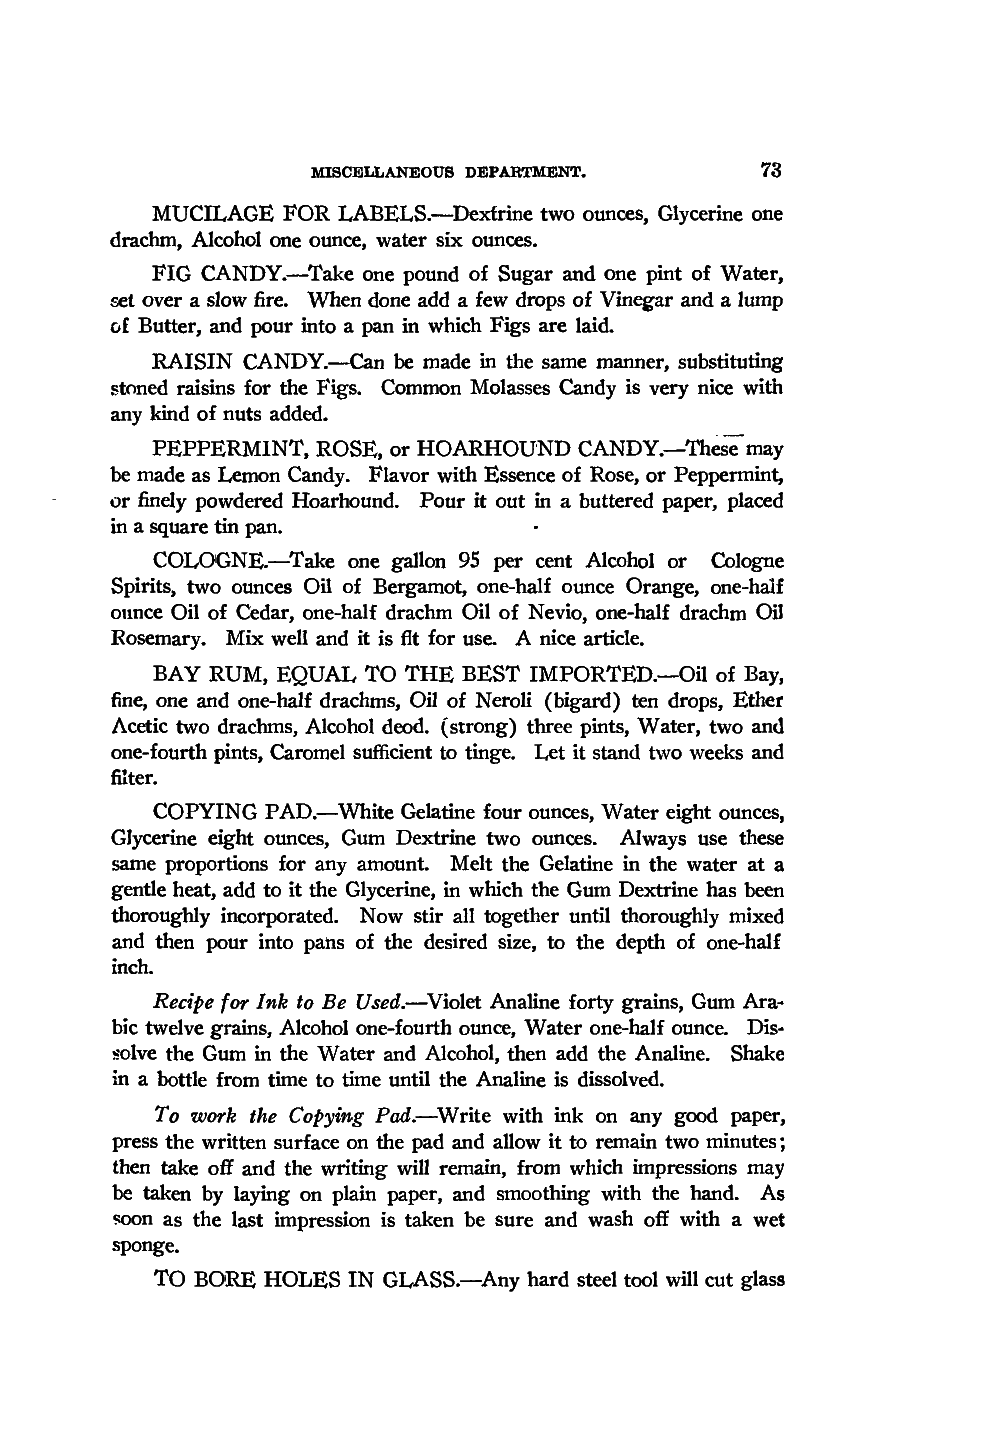 MISCELLANEOUS DEPARTMENT. 73
MUCILAGE FOR LABELS.—Dextrine two ounces, Glycerine one
drachm, Alcohol one ounce, water six ounces.
FIG CANDY.—Take one pound of Sugar and one pint of Water,
set over a slow fire. When done add a few drops of Vinegar and a lump
of Butter, and pour into a pan in which Figs are laid.
RAISIN CANDY.—Can be made in the same manner, substituting
stoned raisins for the Figs. Common Molasses Candy is very nice with
any kind of nuts added.
PEPPERMINT, ROSE, or HOARHOUND CANDY.—These may
be made as Lemon Candy. Flavor with Essence of Rose, or Peppermint,
or finely powdered Hoarhound. Pour it out in a buttered paper, placed
in a square tin pan.
COLOGNE.—Take one gallon 95 per cent Alcohol or Cologne
Spirits, two ounces Oil of Bergamot, one-half ounce Orange, one-half
ounce Oil of Cedar, one-half drachm Oil of Nevio, one-half drachm Oil
Rosemary. Mix well and it is fit for use. A nice article.
BAY RUM, EQUAL TO THE BEST IMPORTED.—Oil of Bay,
fine, one and one-half drachms, Oil of Neroli (bigard) ten drops, Ether
Acetic two drachms, Alcohol deod. (strong) three pints, Water, two and
one-fourth pints, Caromel sufficient to tinge. Let it stand two weeks and
filter.
COPYING PAD.—White Gelatine four ounces, Water eight ounces,
Glycerine eight ounces, Gum Dextrine two ounces. Always use these
same proportions for any amount. Melt the Gelatine in the water at a
gentle heat, add to it the Glycerine, in which the Gum Dextrine has been
thoroughly incorporated. Now stir all together until thoroughly mixed
and then pour into pans of the desired size, to the depth of one-half
inch.
Recipe for Ink to Be Used.—Violet Analine forty grains, Gum Ara-
bic twelve grains, Alcohol one-fourth ounce, Water one-half ounce. Dis-
solve the Gum in the Water and Alcohol, then add the Analine. Shake
in a bottle from time to time until the Analine is dissolved.
To work the Copying Pad.—Write with ink on any good paper,
press the written surface on the pad and allow it to remain two minutes;
then take off and the writing will remain, from which impressions may
be taken by laying on plain paper, and smoothing with the hand. As
soon as the last impression is taken be sure and wash off with a wet
sponge.
TO BORE HOLES IN GLASS.—Any hard steel tool will cut glass